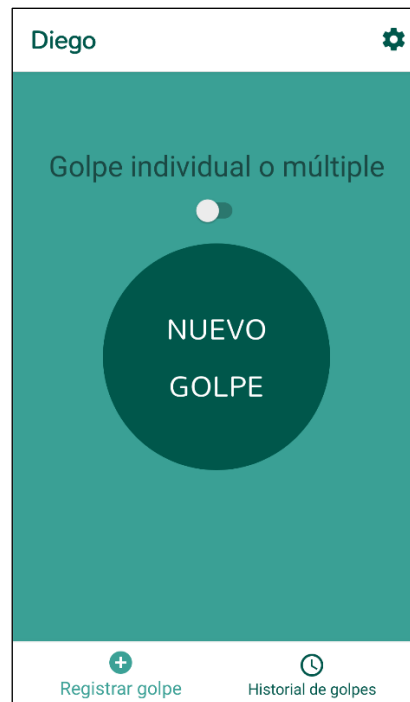 Diego
Golpe individual o múltiple
NUEVO
GOLPE
Registrar golpe
Historial de golpes